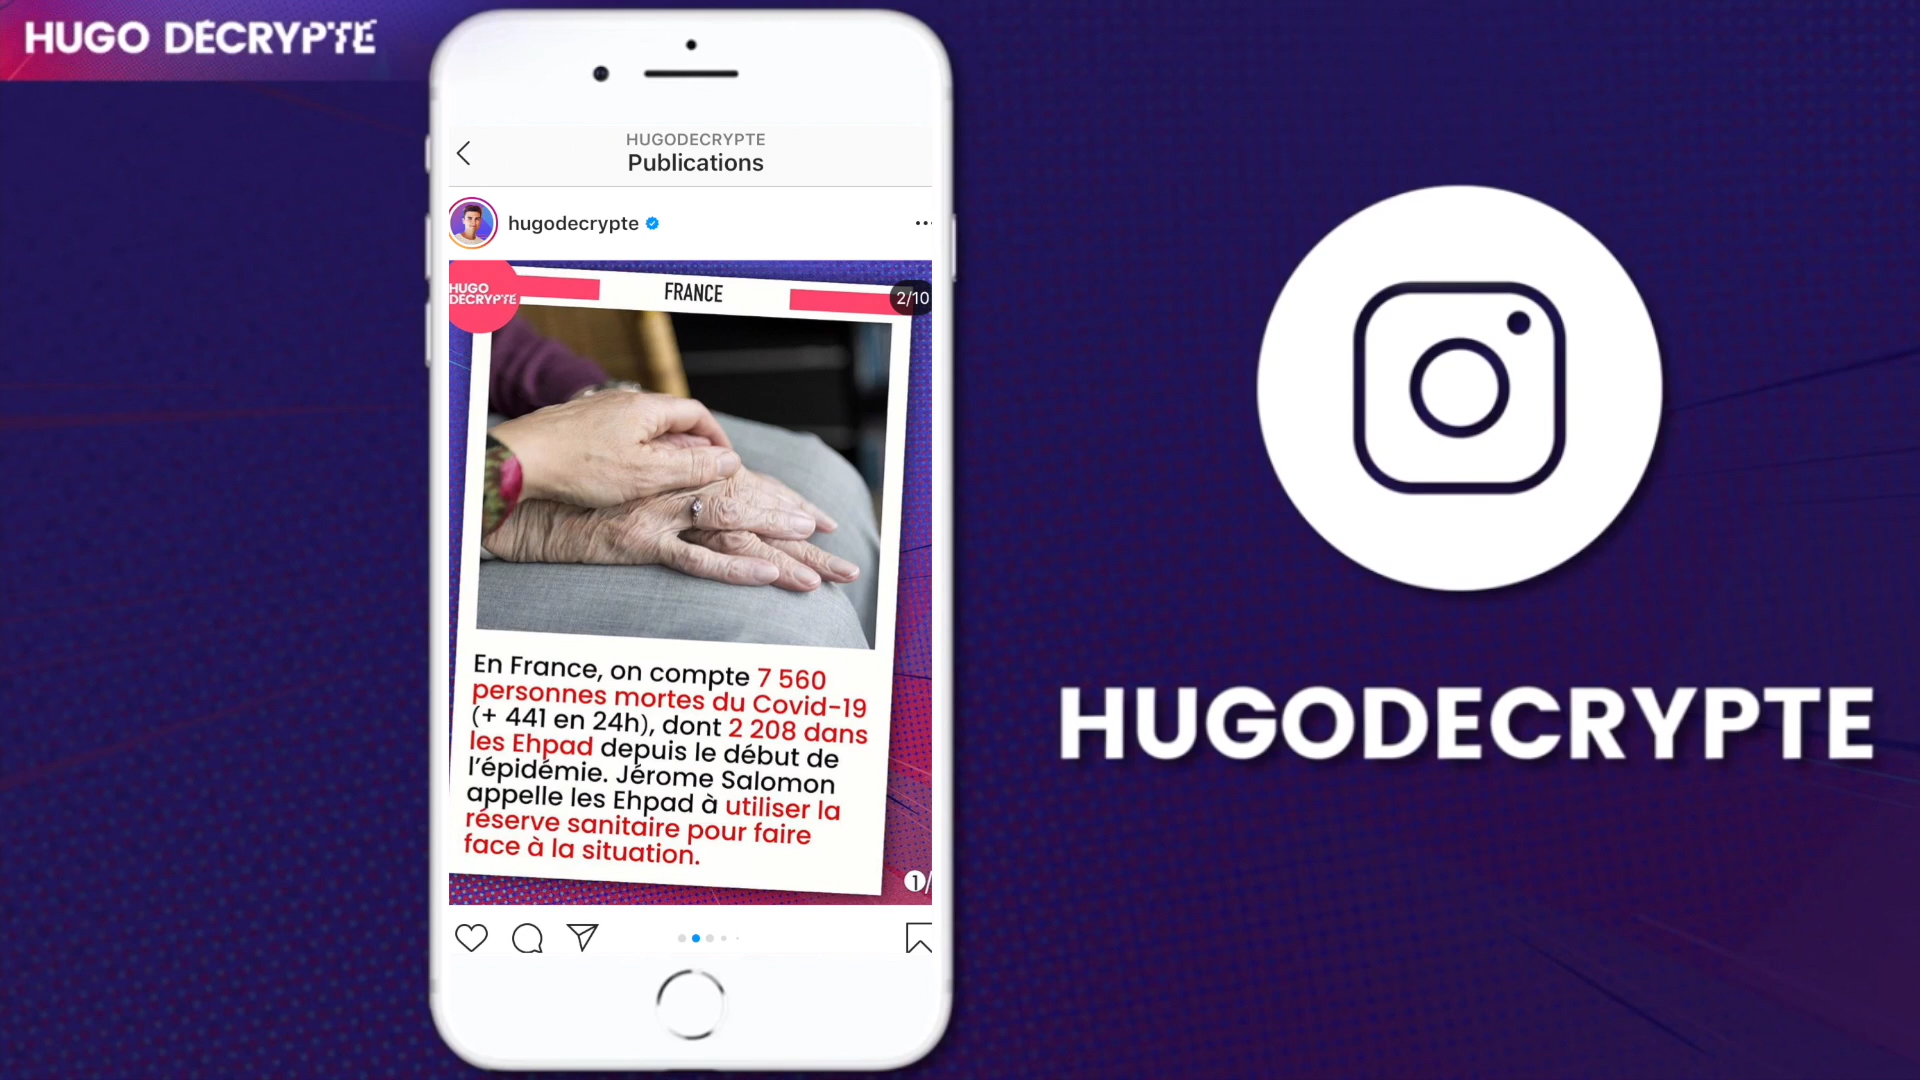 HUGO DECRYPTE
HUGODECRYPTE
Publications
hugodecrypte
HUGO
DECRYPTE
FRANCE
2/10
En France, on compte 7 560
personnes mortes du Covid-19
(+ 441 en 24h), dont 2 208 dans
les Ehpad depuis le début de
l'épidémie. Jérome Salomon
appelle les Ehpad à utiliser la
réserve sanitaire pour faire
face à la situation.
1/
HUGODECRYPTE